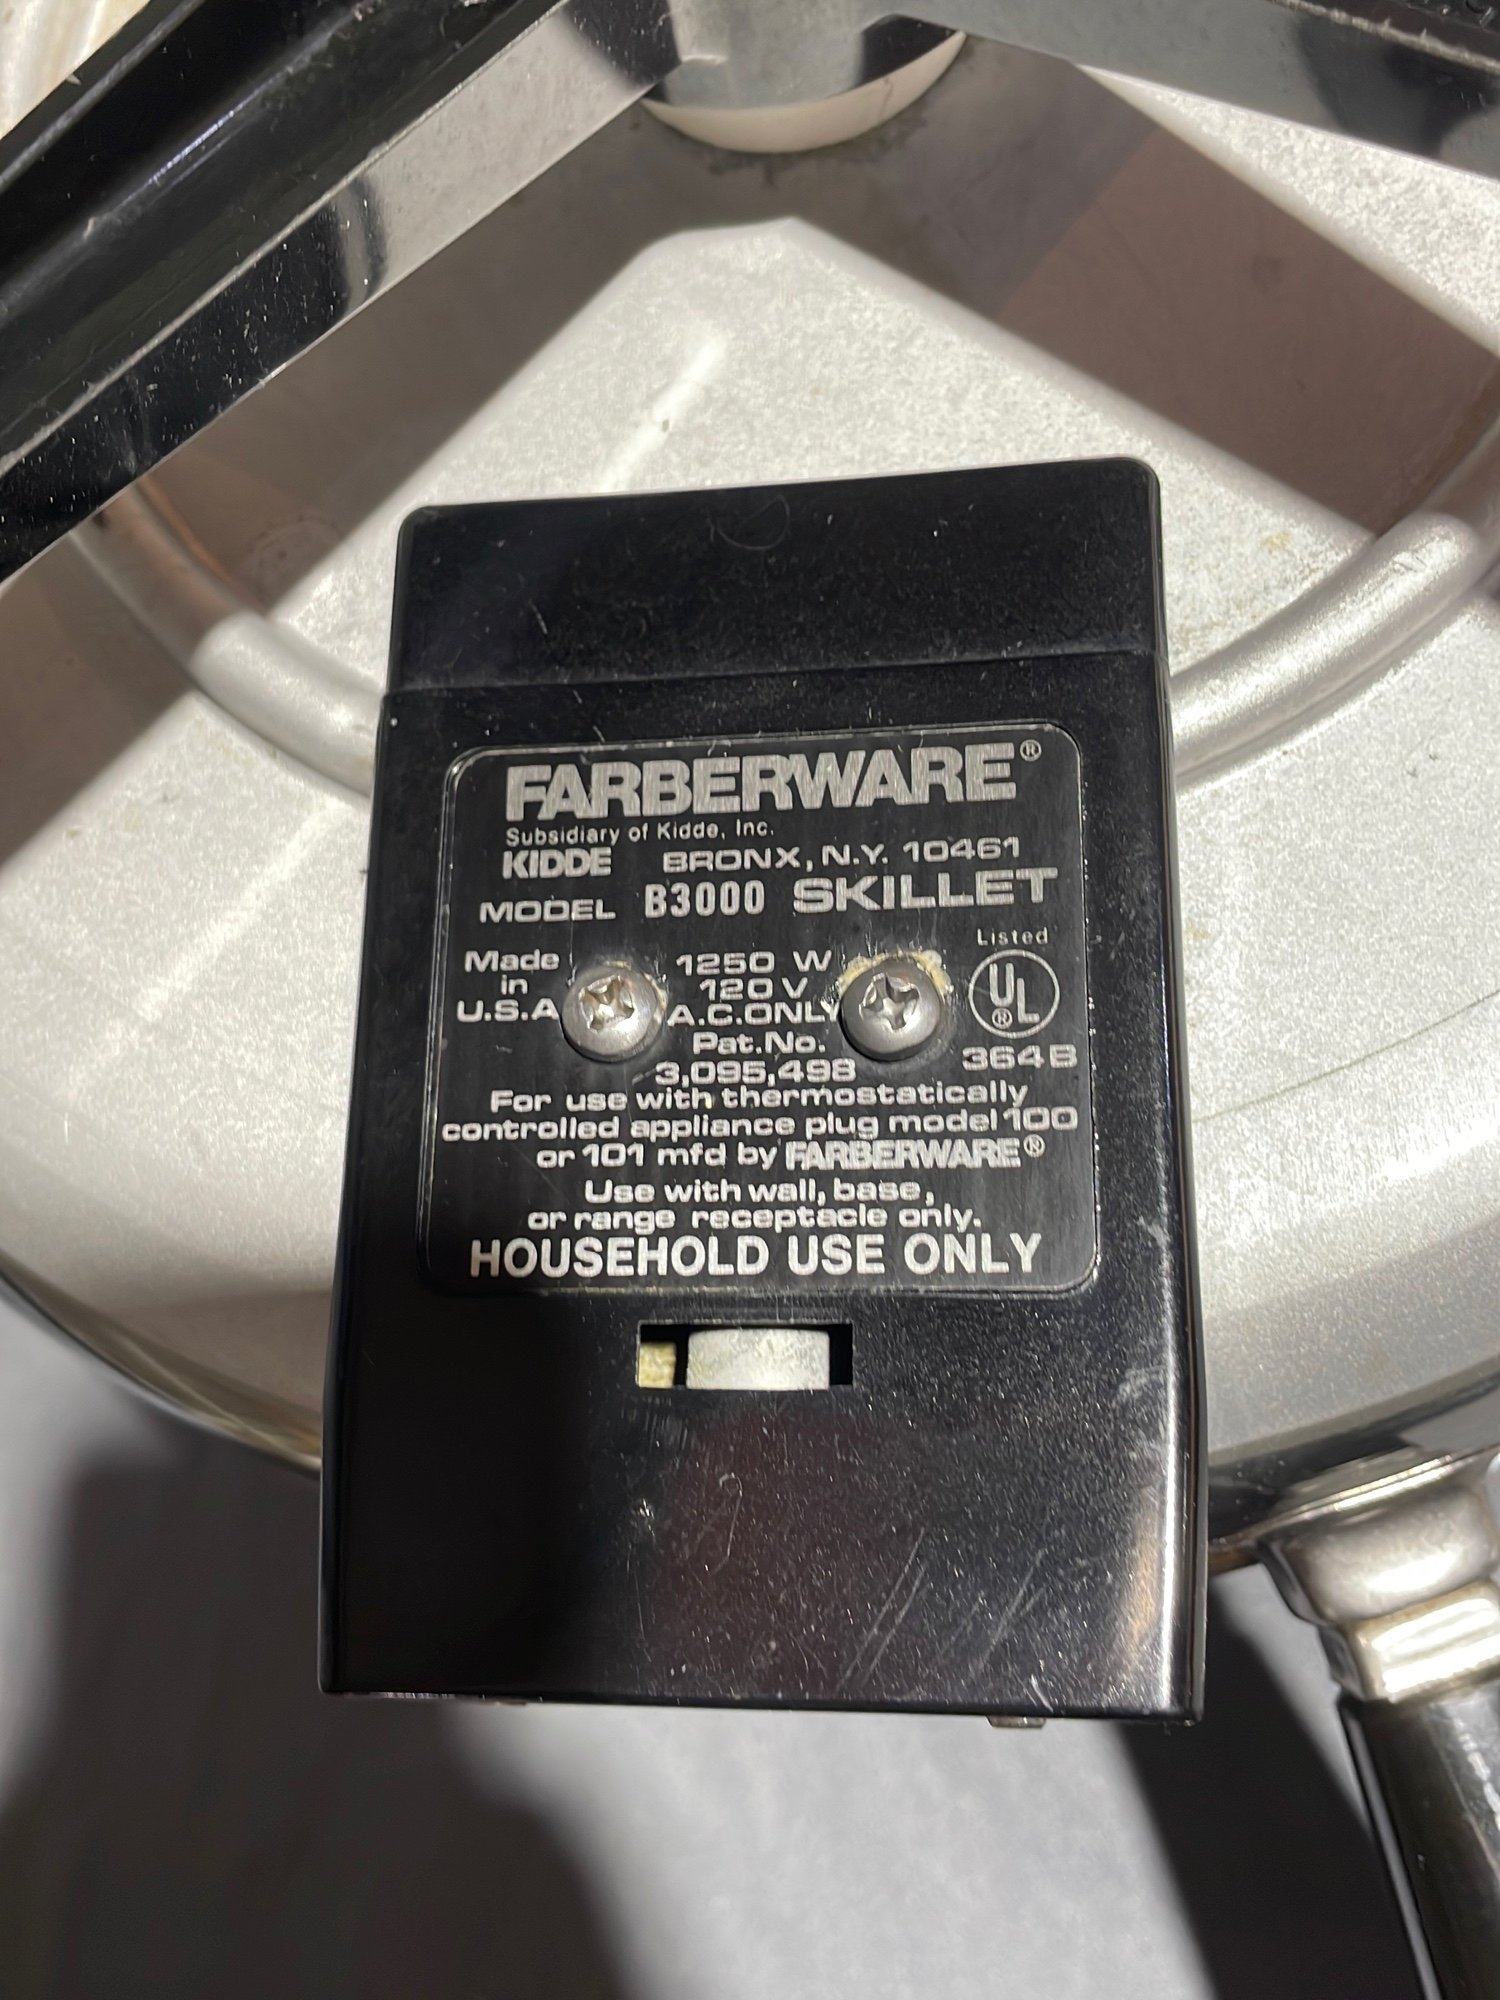 FARBERWARE®
Subsidiary of Kidde, Inc.
KIDDE BRONX, N.Y. 10461
MODEL B3000 SKILLET
Made in U.S.A
1250 W
120 V
A.C.ONLY
Pat.No.
3,095,498
Listed
UL®
364B
For use with thermostatically
controlled appliance plug model 100
or 101 mfd by FARBERWARE®
Use with wall, base,
or range receptacle only.
HOUSEHOLD USE ONLY